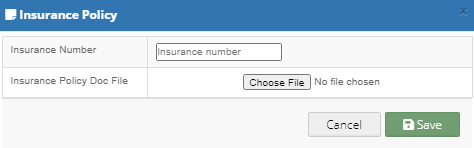 Insurance Policy
×
Insurance Number
Insurance number
Insurance Policy Doc File
Choose File No file chosen
Cancel
Save